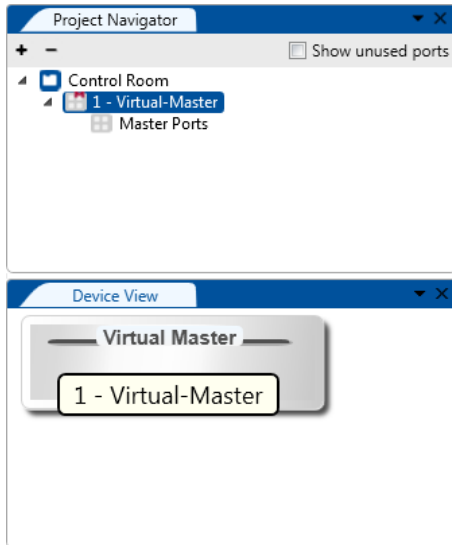 Project Navigator
+ - Show unused ports
Control Room
1 - Virtual-Master
Master Ports
Device View
Virtual Master
1 - Virtual-Master